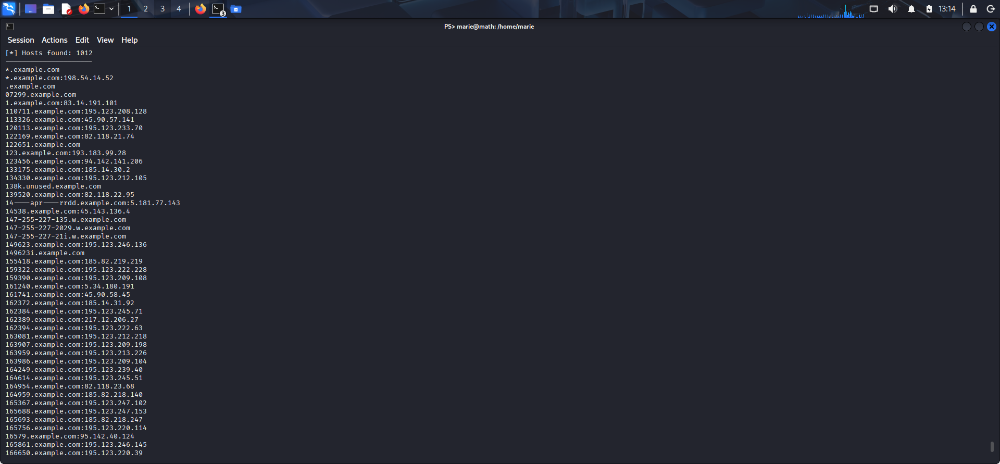 1 2 3 4 3 13:14
PS> marie@math: /home/marie
Session Actions Edit View Help
[*] Hosts found: 1012
*.example.com
*.example.com:198.54.14.52
.example.com
07299.example.com
1.example.com:83.14.191.101
110711.example.com:195.123.208.128
113326.example.com:45.90.57.141
120113.example.com:195.123.233.70
122169.example.com:82.118.21.74
122651.example.com
123.example.com:193.183.99.28
123456.example.com:94.142.141.206
133175.example.com:185.14.30.2
134330.example.com:195.123.212.105
138k.unused.example.com
139520.example.com:82.118.22.95
14----apr----rrdd.example.com:5.181.77.143
14538.example.com:45.143.136.4
147-255-227-135.w.example.com
147-255-227-2029.w.example.com
147-255-227-21i.w.example.com
149623.example.com:195.123.246.136
149623i.example.com
155418.example.com:185.82.219.219
159322.example.com:195.123.222.228
159390.example.com:195.123.209.108
161240.example.com:5.34.180.191
161741.example.com:45.90.58.45
162372.example.com:185.14.31.92
162384.example.com:195.123.245.71
162389.example.com:217.12.206.27
162394.example.com:195.123.222.63
163081.example.com:195.123.212.218
163907.example.com:195.123.209.198
163959.example.com:195.123.213.226
163986.example.com:195.123.209.104
164249.example.com:195.123.239.40
164614.example.com:195.123.245.51
164954.example.com:82.118.23.68
164959.example.com:185.82.218.140
165367.example.com:195.123.247.102
165688.example.com:195.123.247.153
165693.example.com:185.82.218.247
165756.example.com:195.123.220.114
16579.example.com:95.142.40.124
165861.example.com:195.123.246.145
166650.example.com:195.123.220.39